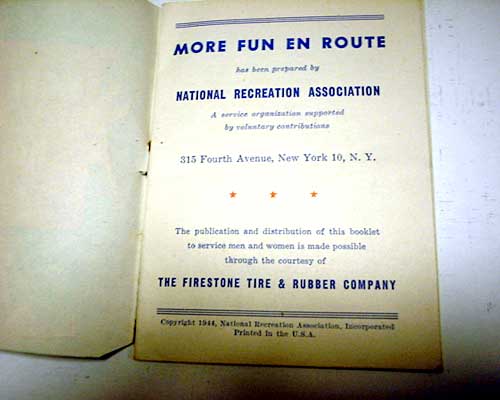 MORE FUN EN ROUTE
has been prepared by
NATIONAL RECREATION ASSOCIATION
A service organization supported
by voluntary contributions
315 Fourth Avenue, New York 10, N. Y.
The publication and distribution of this booklet
to service men and women is made possible
through the courtesy of
THE FIRESTONE TIRE & RUBBER COMPANY
Copyright 1944, National Recreation Association, Incorporated
Printed in the U.S.A.